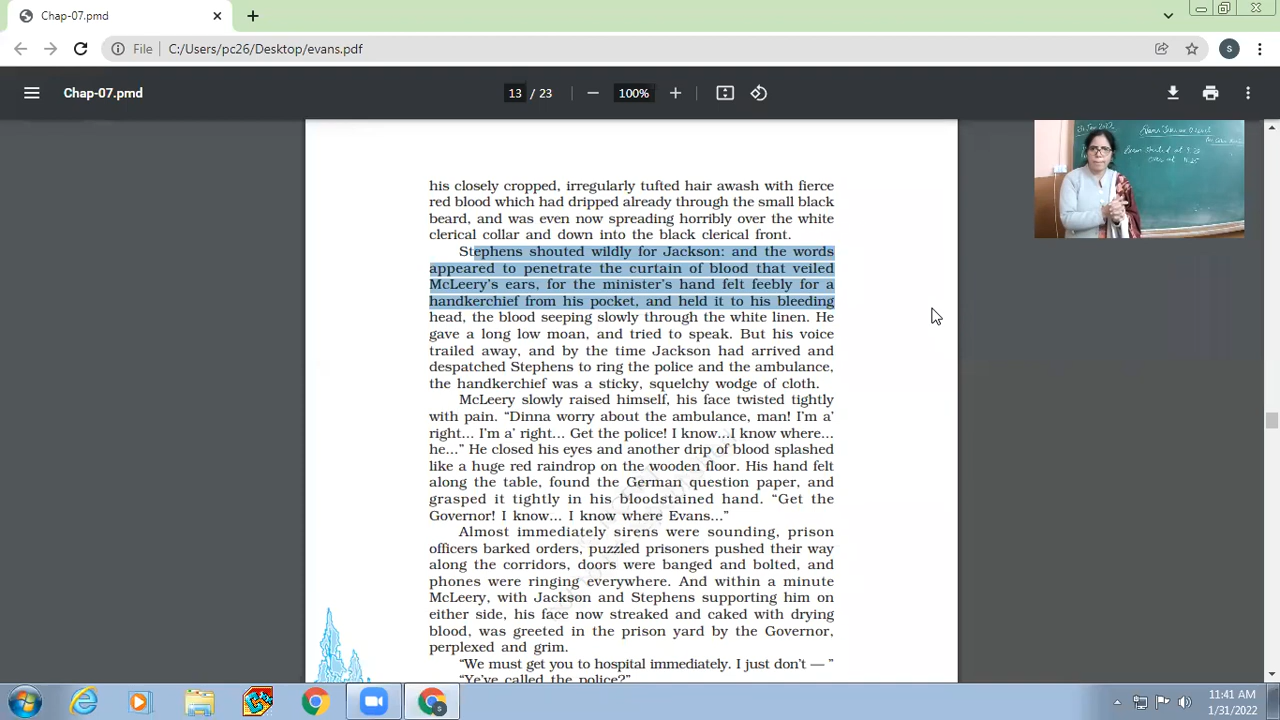 Chap-07.pmd
File C:/Users/pc26/Desktop/evans.pdf
S
Chap-07.pmd 13 / 23 100%
his closely cropped, irregularly tufted hair awash with fierce
red blood which had dripped already through the small black
beard, and was even now spreading horribly over the white
clerical collar and down into the black clerical front.
Stephens shouted wildly for Jackson: and the words
appeared to penetrate the curtain of blood that veiled
McLeery's ears, for the minister's hand felt feebly for a
handkerchief from his pocket, and held it to his bleeding
head, the blood seeping slowly through the white linen. He
gave a long low moan, and tried to speak. But his voice
trailed away, and by the time Jackson had arrived and
despatched Stephens to ring the police and the ambulance,
the handkerchief was a sticky, squelchy wodge of cloth.
McLeery slowly raised himself, his face twisted tightly
with pain. “Dinna worry about the ambulance, man! I'm a'
right... I'm a' right... Get the police! I know...I know where...
he...” He closed his eyes and another drip of blood splashed
like a huge red raindrop on the wooden floor. His hand felt
along the table, found the German question paper, and
grasped it tightly in his bloodstained hand. “Get the
Governor! I know... I know where Evans...”
Almost immediately sirens were sounding, prison
officers barked orders, puzzled prisoners pushed their way
along the corridors, doors were banged and bolted, and
phones were ringing everywhere. And within a minute
McLeery, with Jackson and Stephens supporting him on
either side, his face now streaked and caked with drying
blood, was greeted in the prison yard by the Governor,
perplexed and grim.
“We must get you to hospital immediately. I just don't — ”
“Ye've called the police?”
11:41 AM
1/31/2022